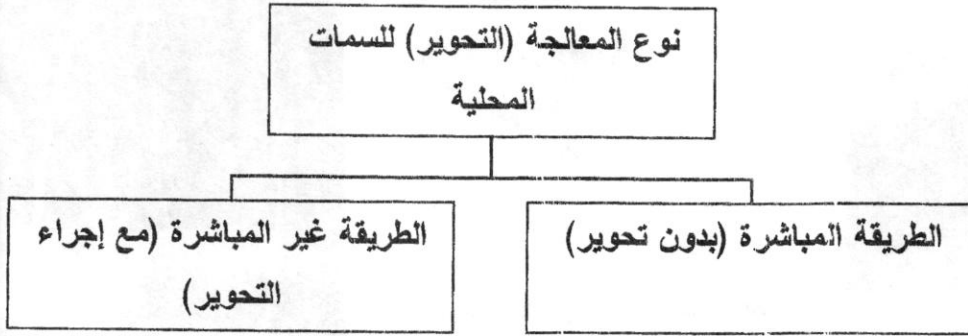 نوع المعالجة (التحوير) للسمات
المحلية
الطريقة المباشرة (بدون تحوير)
الطريقة غير المباشرة (مع إجراء
التحوير)